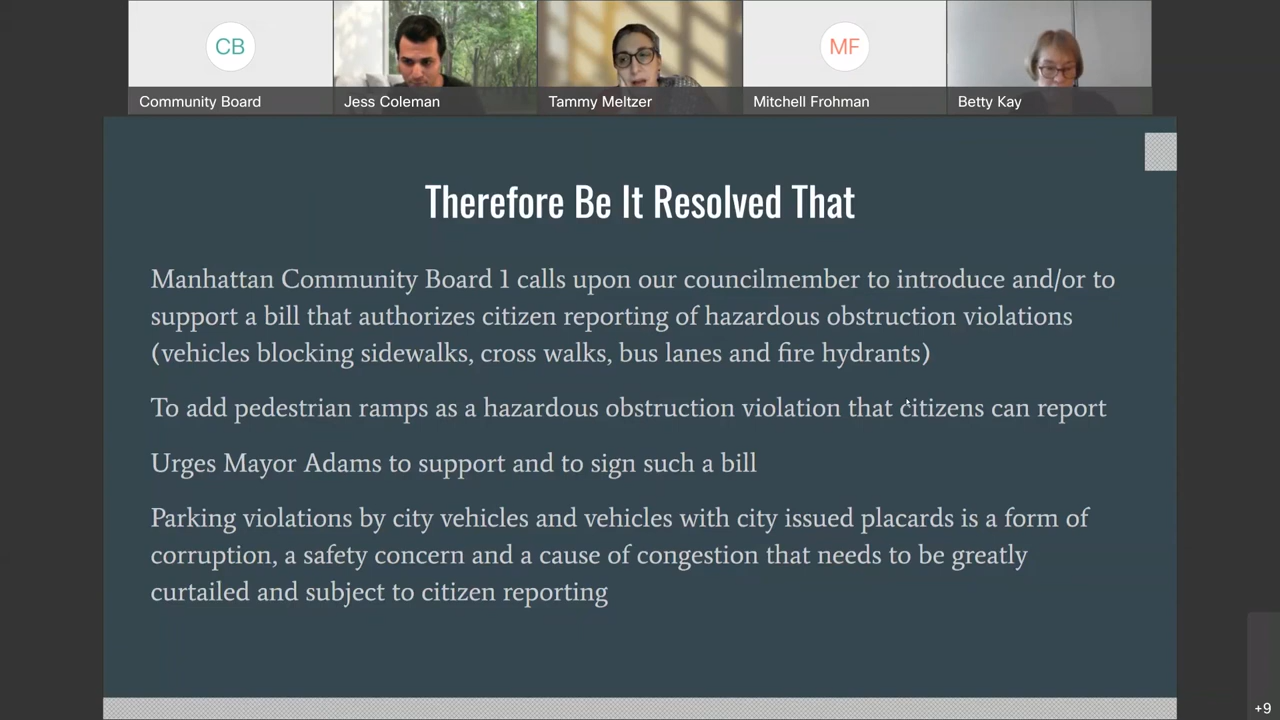 CB
MF
Community Board
Jess Coleman
Tammy Meltzer
Mitchell Frohman
Betty Kay
Therefore Be It Resolved That
Manhattan Community Board 1 calls upon our councilmember to introduce and/or to
support a bill that authorizes citizen reporting of hazardous obstruction violations
(vehicles blocking sidewalks, cross walks, bus lanes and fire hydrants)
To add pedestrian ramps as a hazardous obstruction violation that citizens can report
Urges Mayor Adams to support and to sign such a bill
Parking violations by city vehicles and vehicles with city issued placards is a form of
corruption, a safety concern and a cause of congestion that needs to be greatly
curtailed and subject to citizen reporting
+9